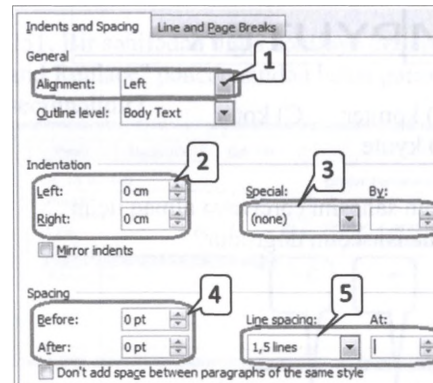 Indents and Spacing Line and Page Breaks
General
1
Alignment: Left
Outline level: Body Text
Indentation
2
3
Left: 0 cm Special: By:
Right: 0 cm (none)
Mirror indents
Spacing
4
5
Before: 0 pt Line spacing: At:
After: 0 pt 1,5 lines
Don't add space between paragraphs of the same style